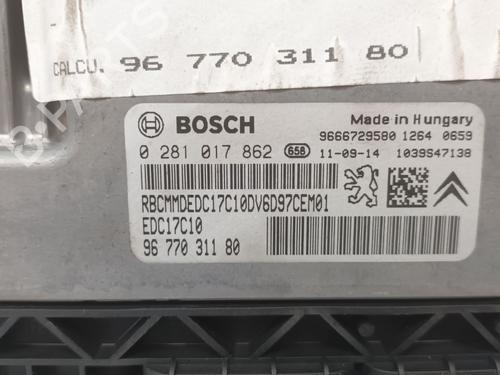 CALCU. 96 770 311 80
BOSCH
Made in Hungary
9666729580 1264 0659
0 281 017 862 658 11-09-14 1039S47138
RBCMMDEDC17C10DV6D97CEM01
EDC17C10
96 770 311 80